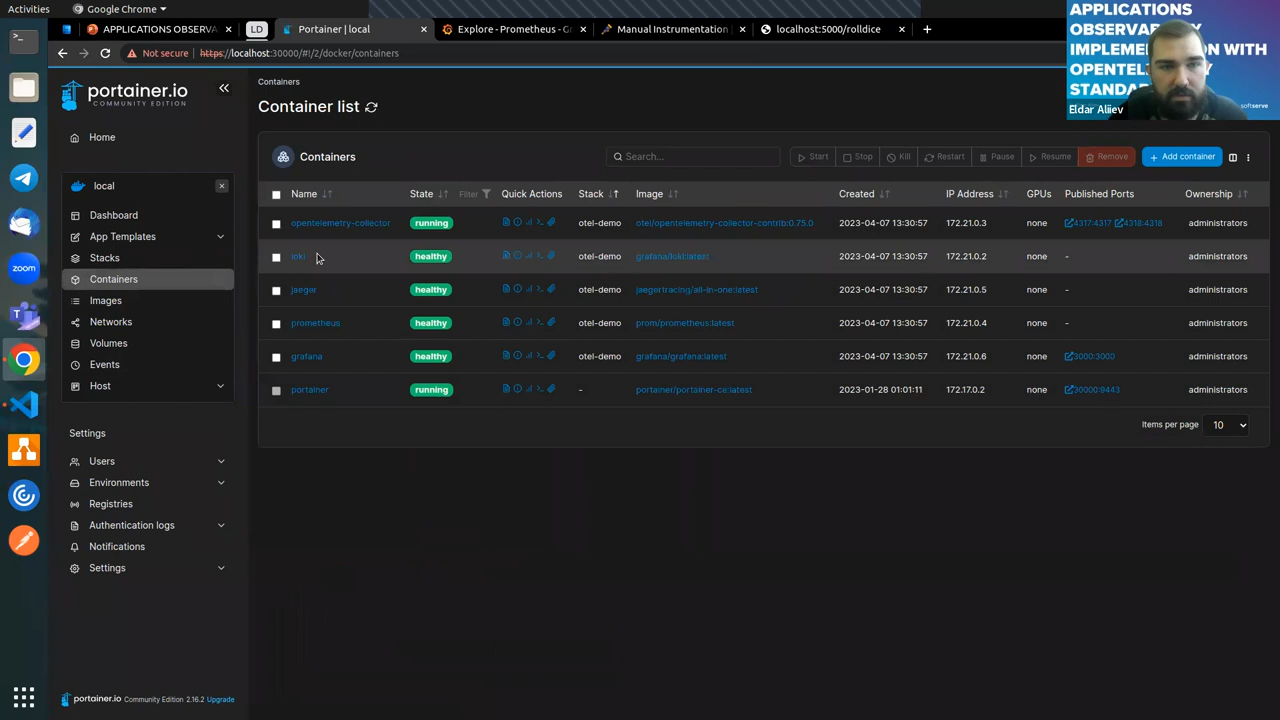 Activities
Google Chrome
APPLICATIONS OBSERVA
LD
Portainer | local
Explore - Prometheus - Gr
Manual Instrumentation
localhost:5000/rolldice
Not secure
https://localhost:30000/#!/2/docker/containers
APPLICATIONS
IMPLEMENTATION WITH
Eldar Aliiev
softserve
portainer.io
COMMUNITY EDITION
Home
local
Dashboard
App Templates
Stacks
Containers
Images
Networks
Volumes
Events
Host
Settings
Users
Environments
Registries
Authentication logs
Notifications
Settings
portainer.io Community Edition 2.16.2 Upgrade
Containers
Container list
Containers
Search...
Start Stop Kill Restart Pause Resume Remove + Add container
Name State Filter Quick Actions Stack Image Created IP Address GPUs Published Ports Ownership
opentelemetry-collector running otel-demo otel/opentelemetry-collector-contrib:0.75.0 2023-04-07 13:30:57 172.21.0.3 none 4317:4317 4318:4318 administrators
loki healthy otel-demo grafana/loki:latest 2023-04-07 13:30:57 172.21.0.2 none - administrators
jaeger healthy otel-demo jaegertracing/all-in-one:latest 2023-04-07 13:30:57 172.21.0.5 none - administrators
prometheus healthy otel-demo prom/prometheus:latest 2023-04-07 13:30:57 172.21.0.4 none - administrators
grafana healthy otel-demo grafana/grafana:latest 2023-04-07 13:30:57 172.21.0.6 none 3000:3000 administrators
portainer running - portainer/portainer-ce:latest 2023-01-28 01:01:11 172.17.0.2 none 30000:9443 administrators
Items per page 10
zoom